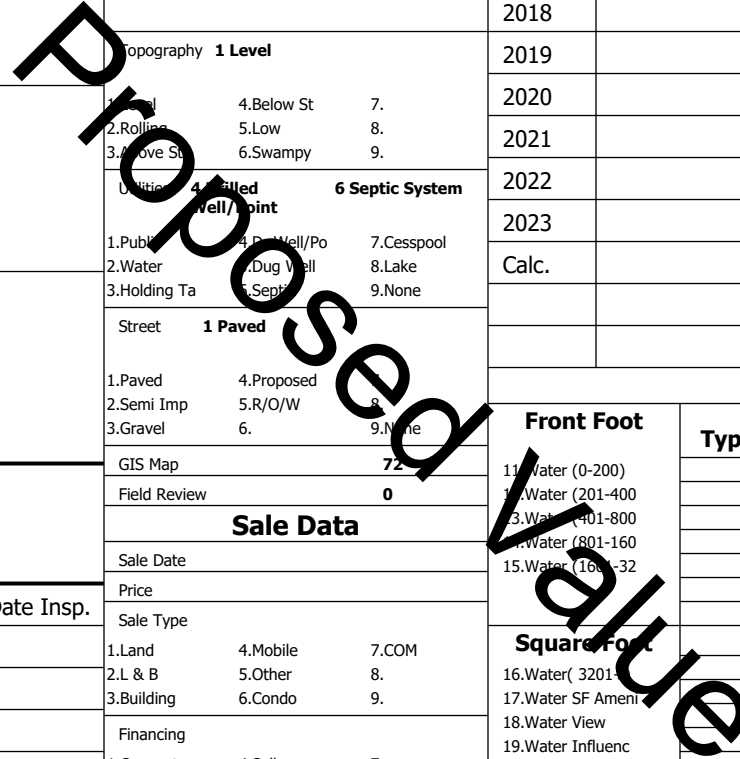 Proposed Value
Topography 1 Level
4.Below St 7.
2.Rolling 5.Low 8.
3.Above St 6.Swampy 9.
Utilities 4 Drilled Well/Point 6 Septic System
1.Public 4.Dr Well/Po 7.Cesspool
2.Water 5.Dug Well 8.Lake
3.Holding Ta 6.Septic 9.None
Street 1 Paved
1.Paved 4.Proposed 7.
2.Semi Imp 5.R/O/W 8.
3.Gravel 6. 9.None
GIS Map 72
Field Review 0
Sale Data
Sale Date
Price
Sale Type
1.Land 4.Mobile 7.COM
2.L & B 5.Other 8.
3.Building 6.Condo 9.
Financing
Date Insp.
2018
2019
2020
2021
2022
2023
Calc.
Front Foot
11.Water (0-200)
12.Water (201-400
13.Water (401-800
14.Water (801-160
15.Water (1601-32
Square Foot
16.Water( 3201-
17.Water SF Ameni
18.Water View
19.Water Influenc
Typ